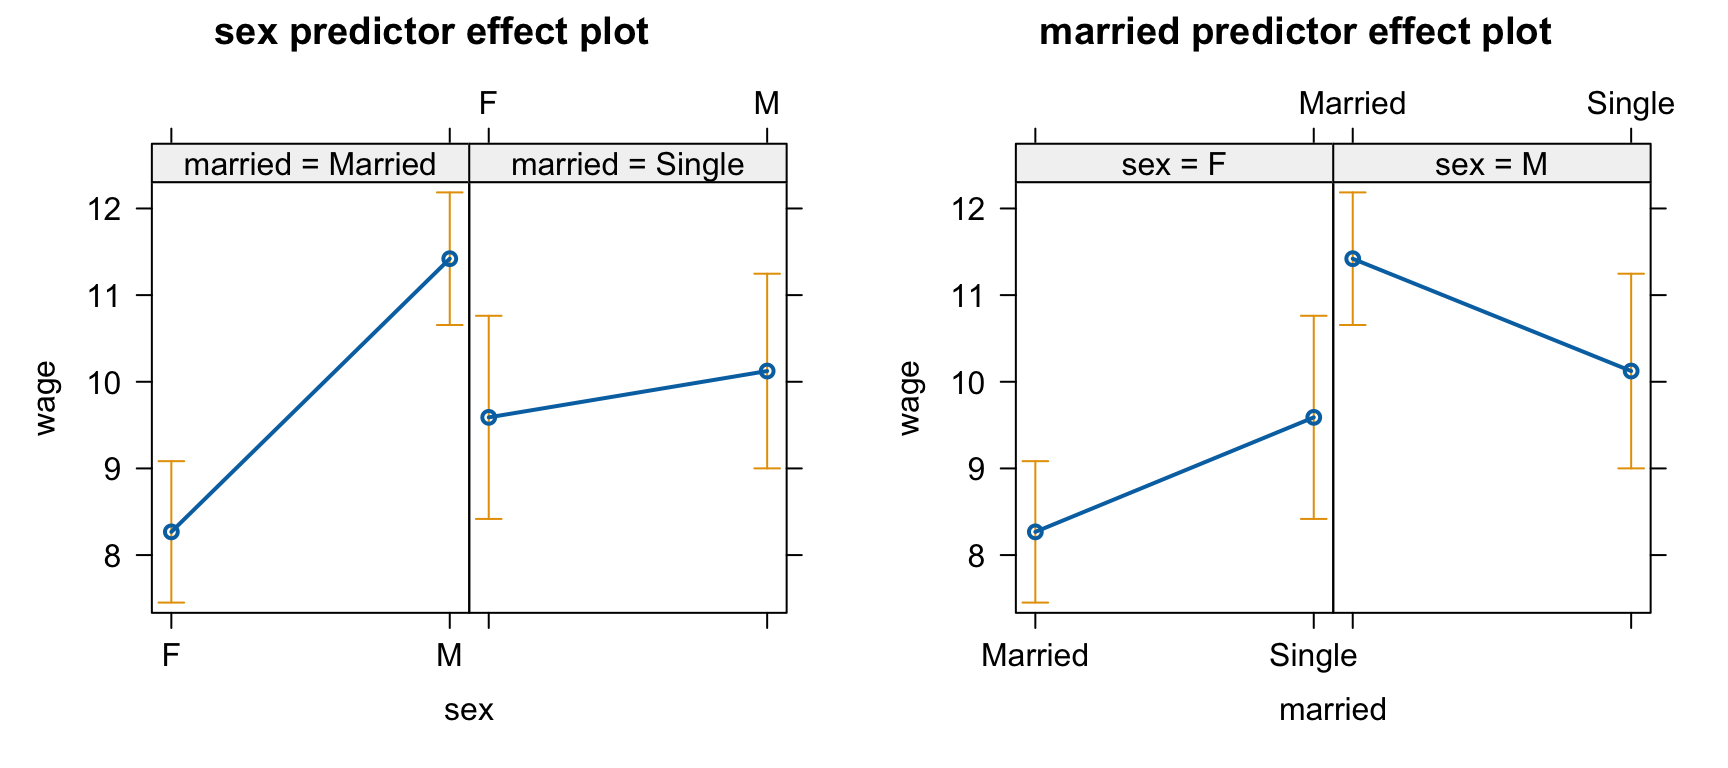 sex predictor effect plot
F M
married = Married married = Single
12
11
10
9
8
wage
F M
sex
married predictor effect plot
Married Single
sex = F sex = M
12
11
10
9
8
wage
Married Single
married